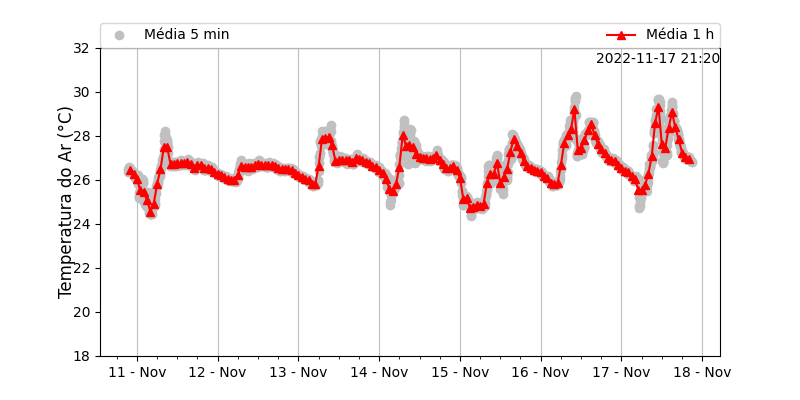 Média 5 min
Média 1 h
2022-11-17 21:20
Temperatura do Ar (°C)
32
30
28
26
24
22
20
18
11 - Nov
12 - Nov
13 - Nov
14 - Nov
15 - Nov
16 - Nov
17 - Nov
18 - Nov